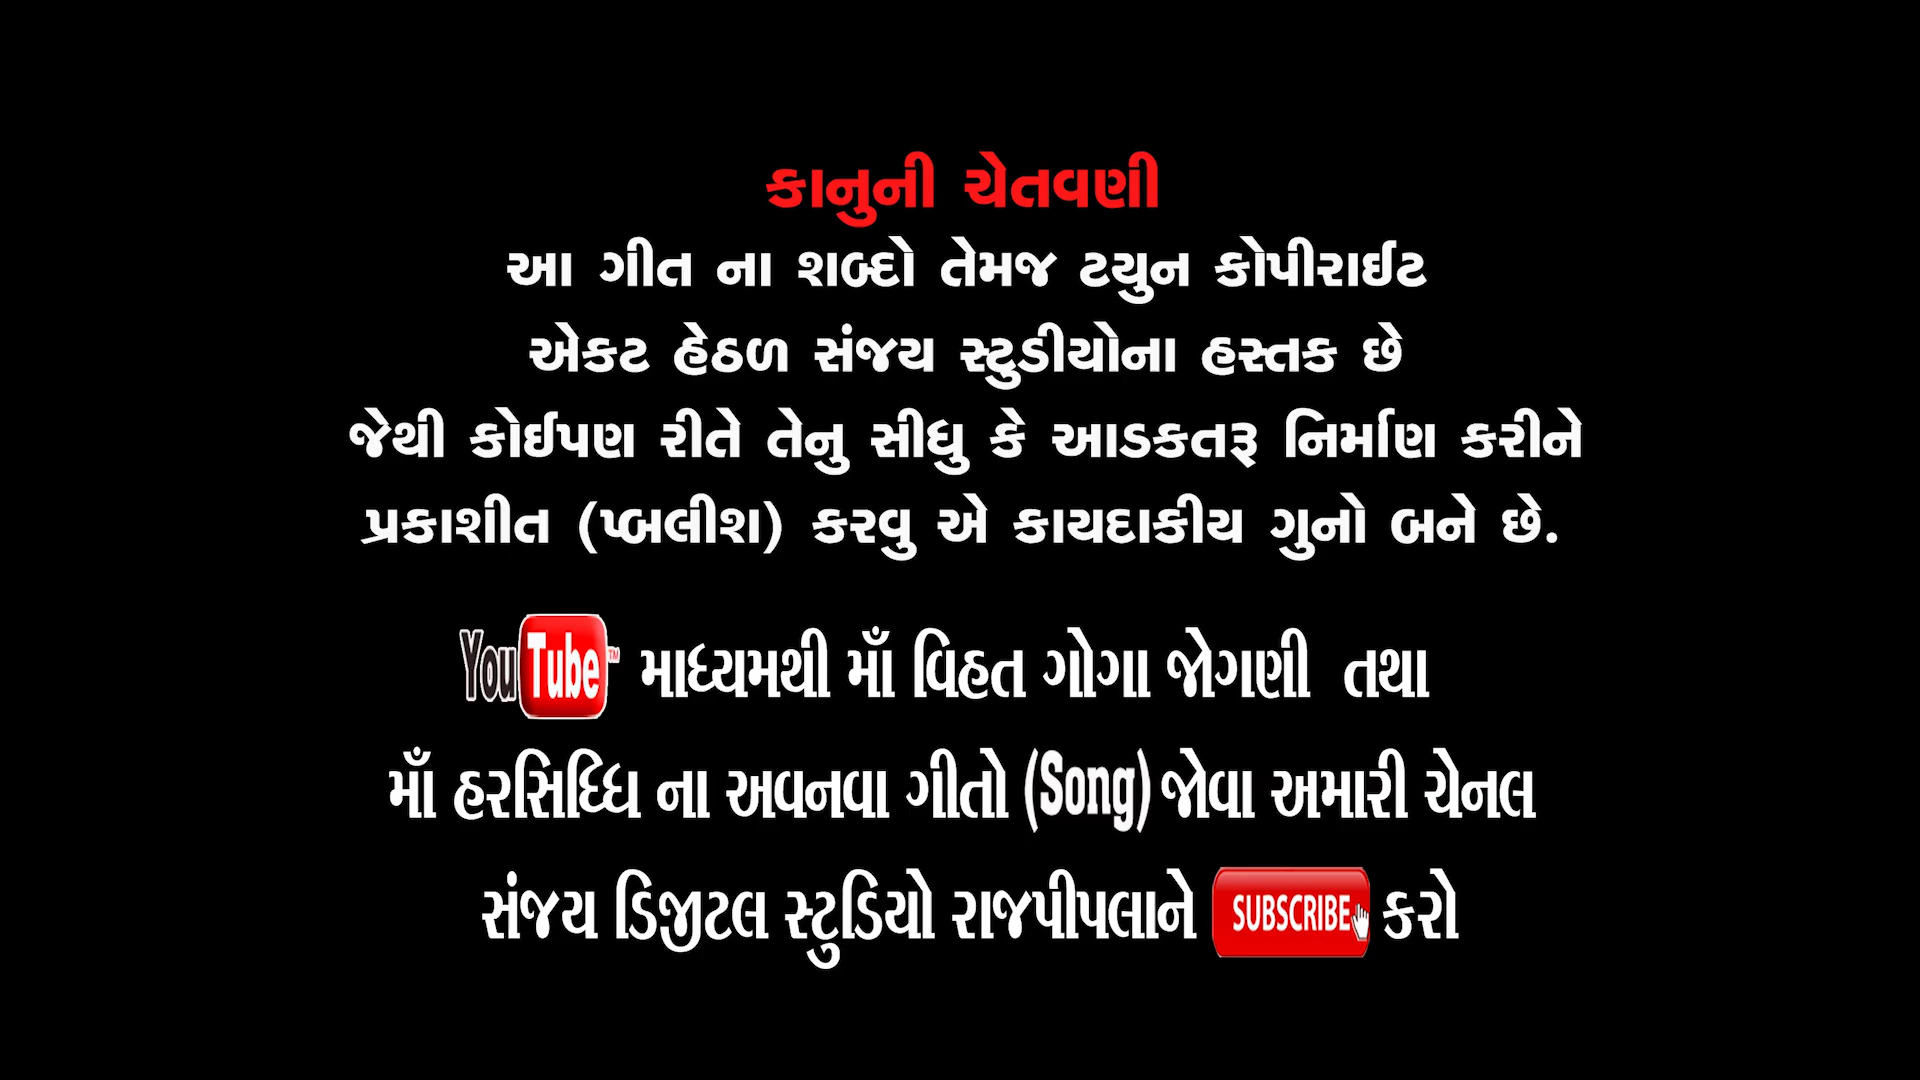 કાનુની ચેતવણી
આ ગીત ના શબ્દો તેમજ ટયુન કોપીરાઈટ
એકટ હેઠળ સંજય સ્ટુડીયોના હસ્તક છે
જેથી કોઈપણ રીતે તેનુ સીધુ કે આડકતરૂ નિર્માણ કરીને
પ્રકાશીત (પ્બલીશ) કરવુ એ કાયદાકીય ગુનો બને છે.
YouTube™ માધ્યમથી માઁ વિહત ગોગા જોગણી તથા
માઁ હરસિધ્ધિ ના અવનવા ગીતો (Song) જોવા અમારી ચેનલ
સંજય ડિજીટલ સ્ટુડિયો રાજપીપલાને SUBSCRIBE કરો